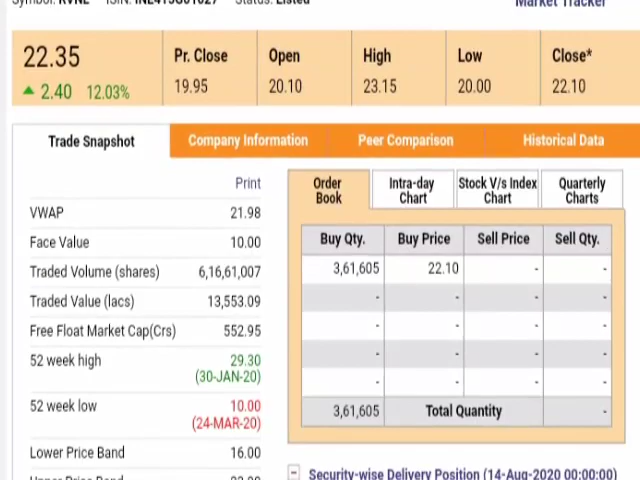 Symbol: RVNL ISIN: INE415G01027 Status: Listed
Market Tracker
22.35
2.40 12.03%
Pr. Close Open High Low Close*
19.95 20.10 23.15 20.00 22.10
Trade Snapshot Company Information Peer Comparison Historical Data
Print
VWAP 21.98
Face Value 10.00
Traded Volume (shares) 6,16,61,007
Traded Value (lacs) 13,553.09
Free Float Market Cap(Crs) 552.95
52 week high 29.30
(30-JAN-20)
52 week low 10.00
(24-MAR-20)
Lower Price Band 16.00
Order Book
Intra-day Chart
Stock V/s Index Chart
Quarterly Charts
Buy Qty. Buy Price Sell Price Sell Qty.
3,61,605 22.10 - -
- - - -
- - - -
- - - -
- - - -
3,61,605 Total Quantity -
Security-wise Delivery Position (14-Aug-2020 00:00:00)